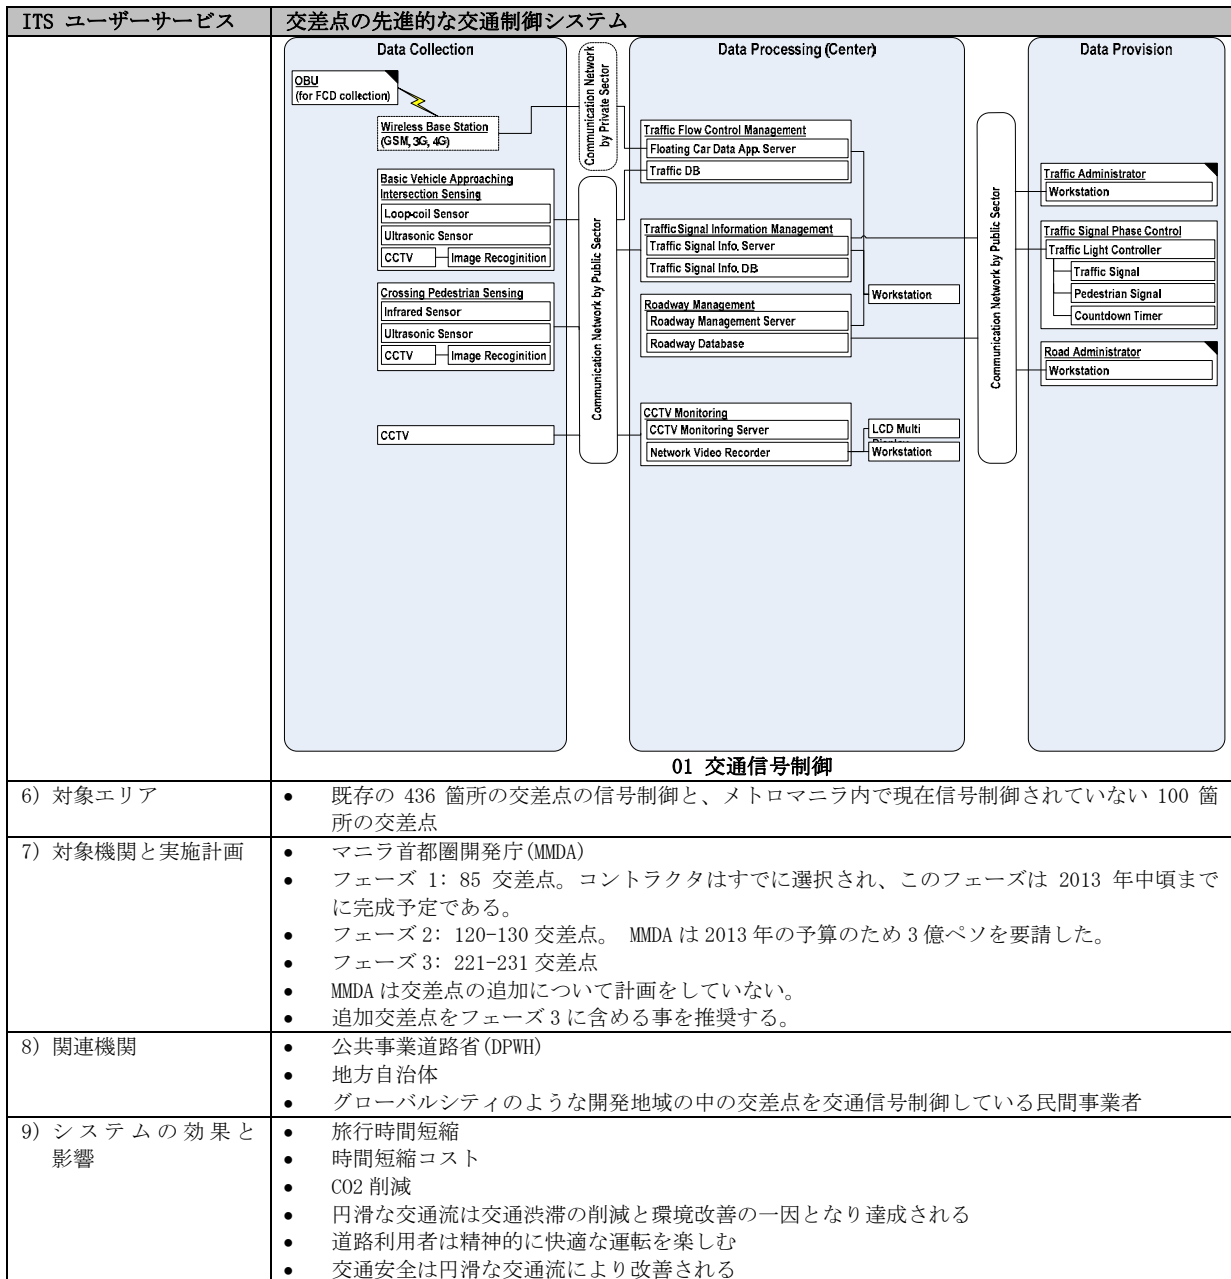 ITS ユーザーサービス
交差点の先進的な交通制御システム
Data Collection
OBU
(for FCD collection)
Wireless Base Station
(GSM, 3G, 4G)
Basic Vehicle Approaching
Intersection Sensing
Loop-coil Sensor
Ultrasonic Sensor
CCTV
Image Recoginition
Crossing Pedestrian Sensing
Infrared Sensor
Ultrasonic Sensor
CCTV
Image Recoginition
CCTV
Communication Network
by Private Sector
Communication Network by Public Sector
Data Processing (Center)
Traffic Flow Control Management
Floating Car Data App. Server
Traffic DB
Traffic Signal Information Management
Traffic Signal Info. Server
Traffic Signal Info. DB
Roadway Management
Roadway Management Server
Roadway Database
Workstation
CCTV Monitoring
CCTV Monitoring Server
Network Video Recorder
LCD Multi
Workstation
Communication Network by Public Sector
Data Provision
Traffic Administrator
Workstation
Traffic Signal Phase Control
Traffic Light Controller
Traffic Signal
Pedestrian Signal
Countdown Timer
Road Administrator
Workstation
01 交通信号制御
6) 対象エリア
• 既存の 436 箇所の交差点の信号制御と、メトロマニラ内で現在信号制御されていない 100 箇
所の交差点
7) 対象機関と実施計画
• マニラ首都圏開発庁(MMDA)
• フェーズ 1: 85 交差点。コントラクタはすでに選択され、このフェーズは 2013 年中頃まで
に完成予定である。
• フェーズ 2: 120-130 交差点。 MMDA は 2013 年の予算のため 3 億ペソを要請した。
• フェーズ 3: 221-231 交差点
• MMDA は交差点の追加について計画をしていない。
• 追加交差点をフェーズ 3 に含める事を推奨する。
8) 関連機関
• 公共事業道路省(DPWH)
• 地方自治体
• グローバルシティのような開発地域の中の交差点を交通信号制御している民間事業者
9) システムの効果と
影響
• 旅行時間短縮
• 時間短縮コスト
• CO2 削減
• 円滑な交通流は交通渋滞の削減と環境改善の一因となり達成される
• 道路利用者は精神的に快適な運転を楽しむ
• 交通安全は円滑な交通流により改善される